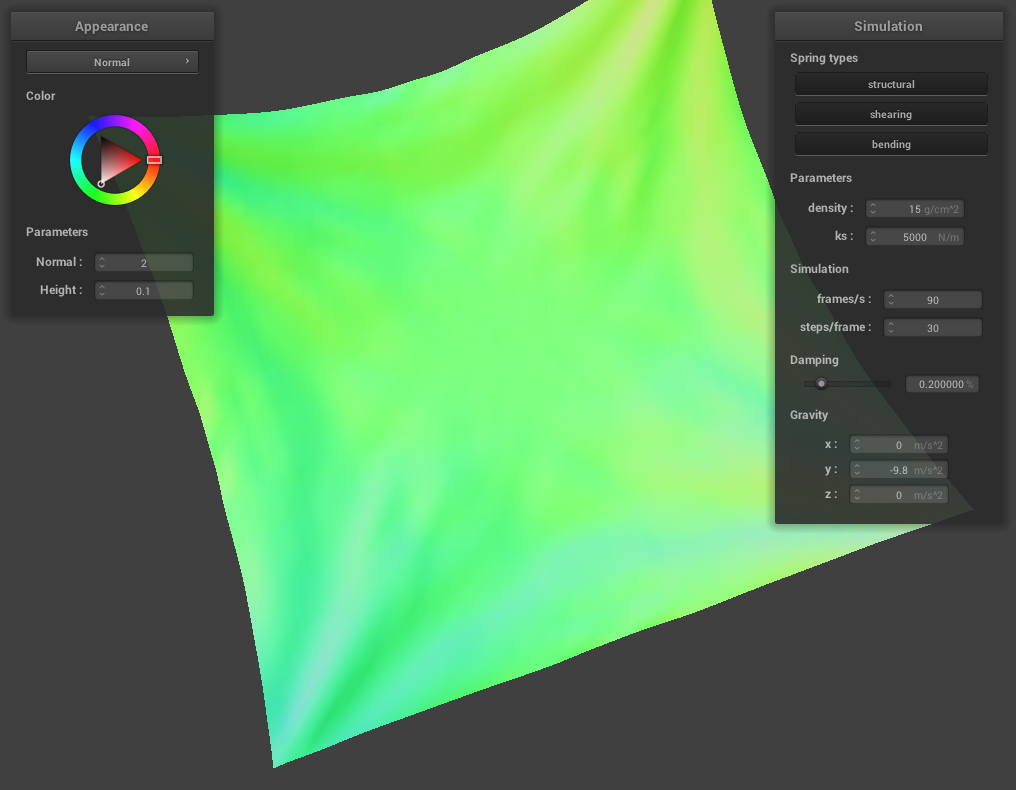 Appearance
Normal
Color
Parameters
Normal : 2
Height : 0.1
Simulation
Spring types
structural
shearing
bending
Parameters
density : 15 g/cm^2
ks : 5000 N/m
Simulation
frames/s : 90
steps/frame : 30
Damping
0.200000 %
Gravity
x : 0 m/s^2
y : -9.8 m/s^2
z : 0 m/s^2